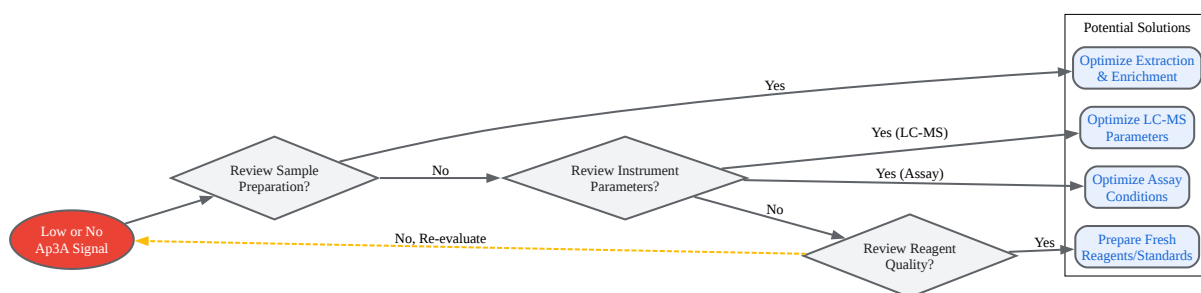 Potential Solutions
Optimize Extraction
& Enrichment
Yes
Optimize LC-MS
Parameters
Yes (LC-MS)
Review Sample
Preparation?
No
Review Instrument
Parameters?
Yes (Assay)
Optimize Assay
Conditions
No
Low or No
Ap3A Signal
No, Re-evaluate
Review Reagent
Quality?
Yes
Prepare Fresh
Reagents/Standards